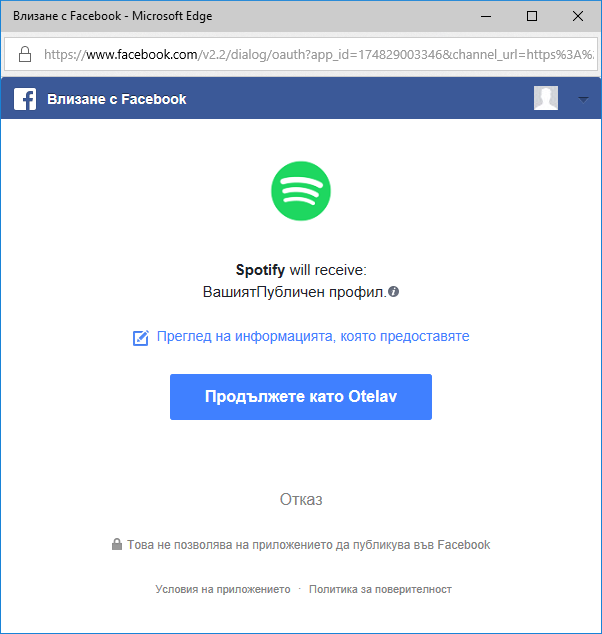 Влизане с Facebook - Microsoft Edge
https://www.facebook.com/v2.2/dialog/oauth?app_id=174829003346&channel_url=https%3A%2
Влизане с Facebook
Spotify will receive:
ВашиятПубличен профил.
Преглед на информацията, която предоставяте
Продължете като Otelav
Отказ
Това не позволява на приложението да публикува във Facebook
Условия на приложението · Политика за поверителност